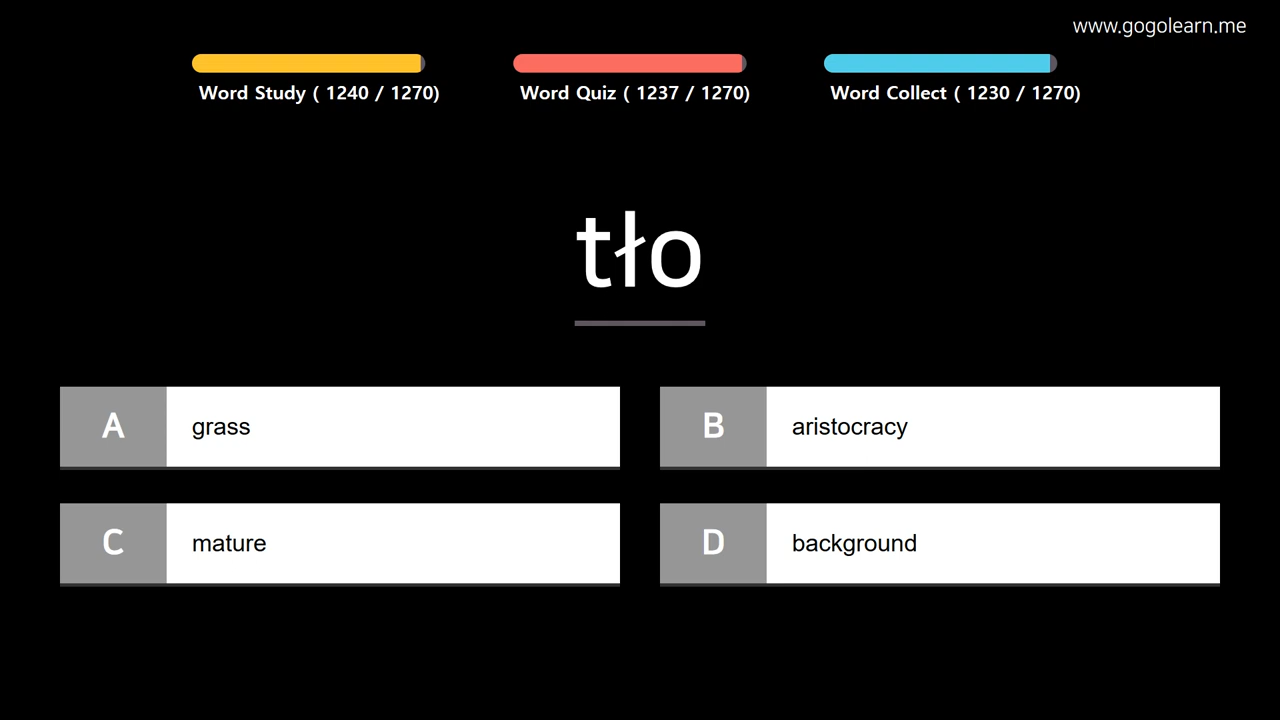 www.gogolearn.me
Word Study ( 1240 / 1270)
Word Quiz ( 1237 / 1270)
Word Collect ( 1230 / 1270)
tło
A grass
B aristocracy
C mature
D background